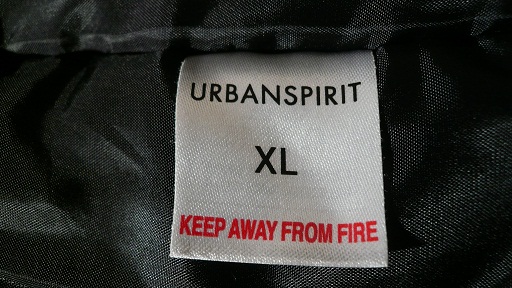 URBANSPIRIT
XL
KEEP AWAY FROM FIRE